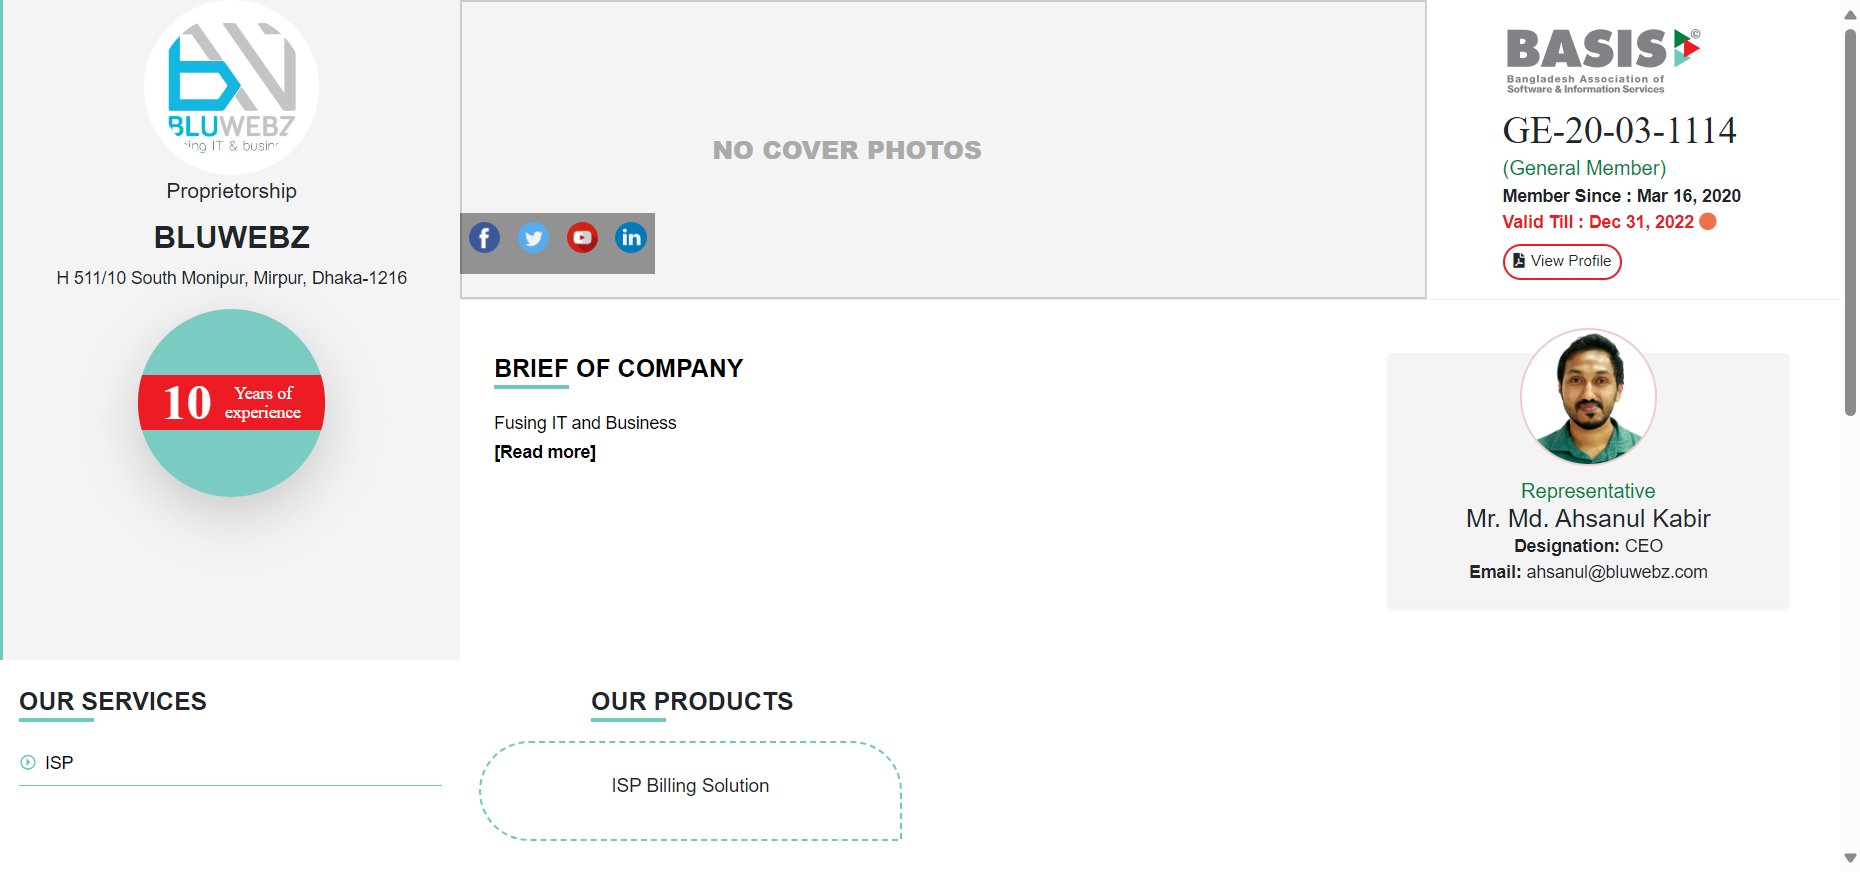 BLUWEBZ
ing IT & busin
Proprietorship
BLUWEBZ
H 511/10 South Monipur, Mirpur, Dhaka-1216
10 Years of
experience
NO COVER PHOTOS
BASIS©
Bangladesh Association of
Software & Information Services
GE-20-03-1114
(General Member)
Member Since : Mar 16, 2020
Valid Till : Dec 31, 2022
View Profile
BRIEF OF COMPANY
Fusing IT and Business
[Read more]
Representative
Mr. Md. Ahsanul Kabir
Designation: CEO
Email: ahsanul@bluwebz.com
OUR SERVICES
ISP
OUR PRODUCTS
ISP Billing Solution